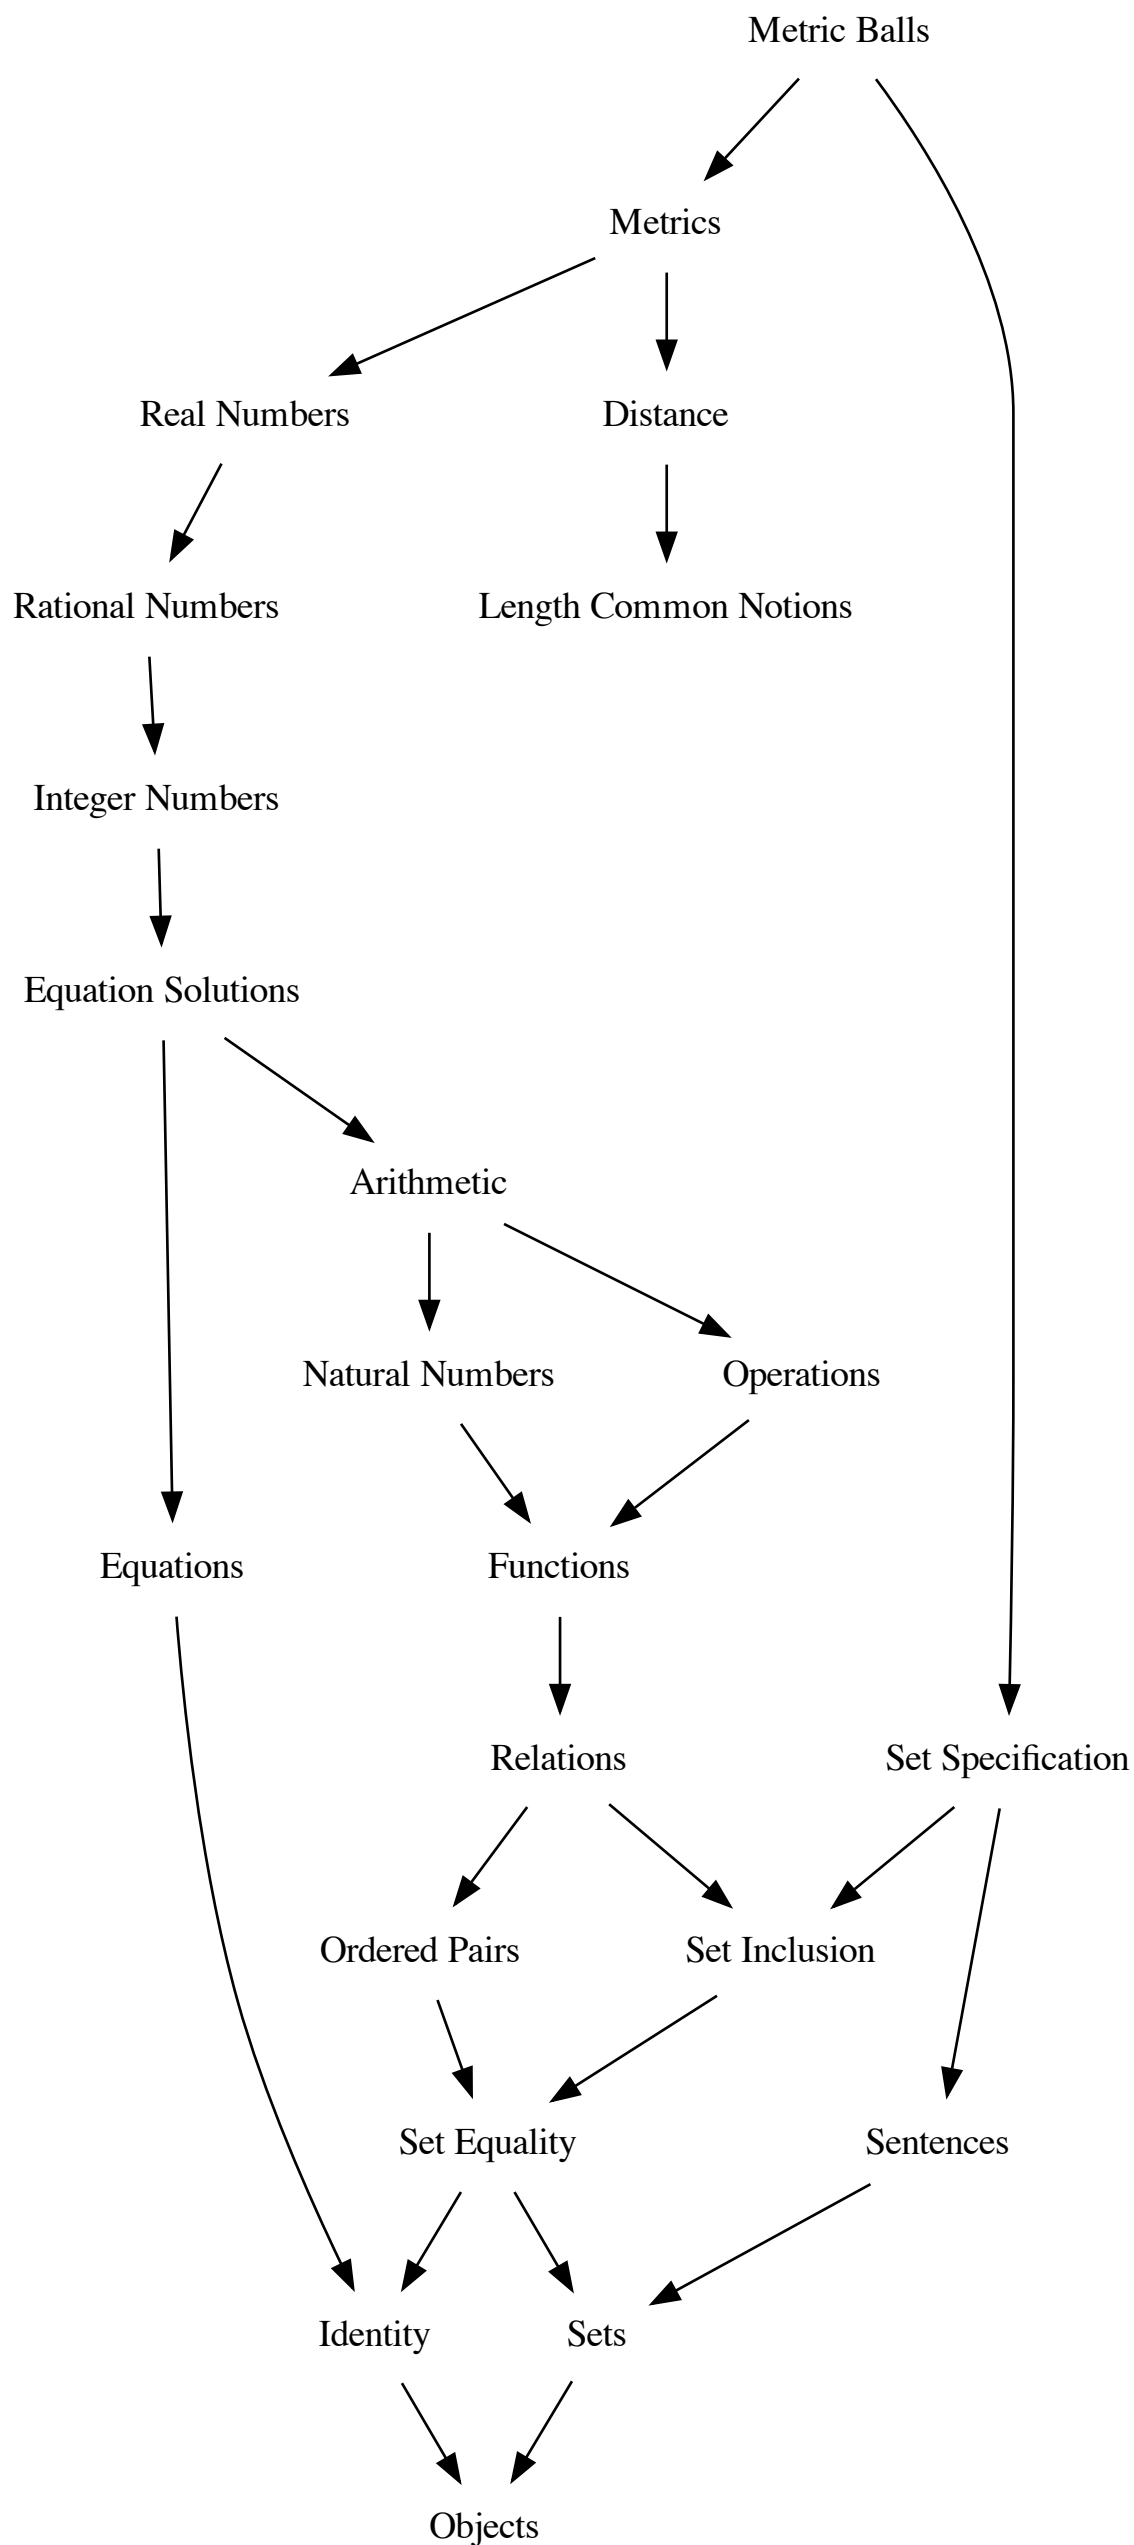 Metric Balls
Metrics
Real Numbers
Distance
Rational Numbers
Length Common Notions
Integer Numbers
Equation Solutions
Arithmetic
Natural Numbers
Operations
Equations
Functions
Relations
Set Specification
Ordered Pairs
Set Inclusion
Set Equality
Sentences
Identity
Sets
Objects